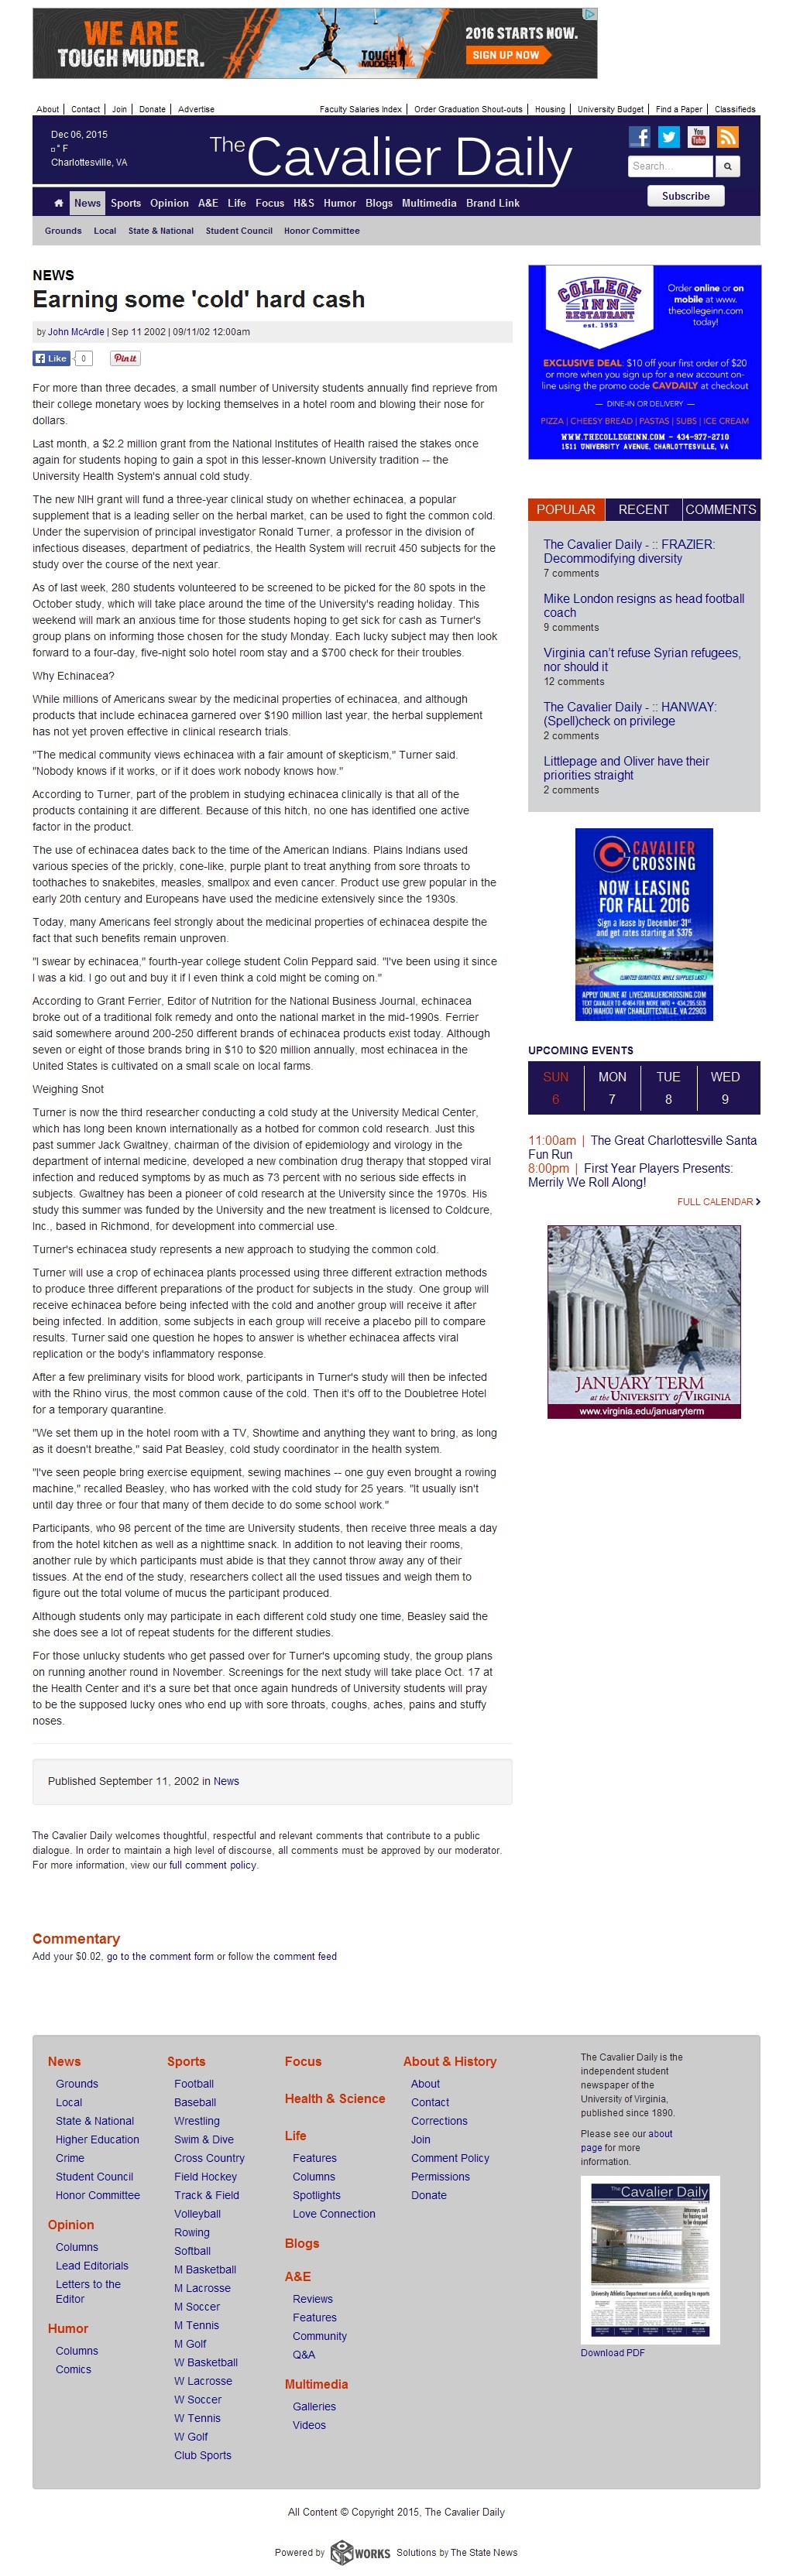 WE ARE
TOUGH MUDDER.
TOUGH
MUDDER
2016 STARTS NOW.
SIGN UP NOW
About | Contact | Join | Donate | Advertise
Faculty Salaries Index | Order Graduation Shout-outs | Housing | University Budget | Find a Paper | Classifieds
Dec 06, 2015
° F
Charlottesville, VA
The Cavalier Daily
Search...
Subscribe
News Sports Opinion A&E Life Focus H&S Humor Blogs Multimedia Brand Link
Grounds Local State & National Student Council Honor Committee
NEWS
Earning some 'cold' hard cash
by John McArdle | Sep 11 2002 | 09/11/02 12:00am
Like 0 Pin it
For more than three decades, a small number of University students annually find reprieve from
their college monetary woes by locking themselves in a hotel room and blowing their nose for
dollars.
Last month, a $2.2 million grant from the National Institutes of Health raised the stakes once
again for students hoping to gain a spot in this lesser-known University tradition -- the
University Health System's annual cold study.
The new NIH grant will fund a three-year clinical study on whether echinacea, a popular
supplement that is a leading seller on the herbal market, can be used to fight the common cold.
Under the supervision of principal investigator Ronald Turner, a professor in the division of
infectious diseases, department of pediatrics, the Health System will recruit 450 subjects for the
study over the course of the next year.
As of last week, 280 students volunteered to be screened to be picked for the 80 spots in the
October study, which will take place around the time of the University's reading holiday. This
weekend will mark an anxious time for those students hoping to get sick for cash as Turner's
group plans on informing those chosen for the study Monday. Each lucky subject may then look
forward to a four-day, five-night solo hotel room stay and a $700 check for their troubles.
Why Echinacea?
While millions of Americans swear by the medicinal properties of echinacea, and although
products that include echinacea garnered over $190 million last year, the herbal supplement
has not yet proven effective in clinical research trials.
"The medical community views echinacea with a fair amount of skepticism," Turner said.
"Nobody knows if it works, or if it does work nobody knows how."
According to Turner, part of the problem in studying echinacea clinically is that all of the
products containing it are different. Because of this hitch, no one has identified one active
factor in the product.
The use of echinacea dates back to the time of the American Indians. Plains Indians used
various species of the prickly, cone-like, purple plant to treat anything from sore throats to
toothaches to snakebites, measles, smallpox and even cancer. Product use grew popular in the
early 20th century and Europeans have used the medicine extensively since the 1930s.
Today, many Americans feel strongly about the medicinal properties of echinacea despite the
fact that such benefits remain unproven.
"I swear by echinacea," fourth-year college student Colin Peppard said. "I've been using it since
I was a kid. I go out and buy it if I even think a cold might be coming on."
According to Grant Ferrier, Editor of Nutrition for the National Business Journal, echinacea
broke out of a traditional folk remedy and onto the national market in the mid-1990s. Ferrier
said somewhere around 200-250 different brands of echinacea products exist today. Although
seven or eight of those brands bring in $10 to $20 million annually, most echinacea in the
United States is cultivated on a small scale on local farms.
Weighing Snot
Turner is now the third researcher conducting a cold study at the University Medical Center,
which has long been known internationally as a hotbed for common cold research. Just this
past summer Jack Gwaltney, chairman of the division of epidemiology and virology in the
department of internal medicine, developed a new combination drug therapy that stopped viral
infection and reduced symptoms by as much as 73 percent with no serious side effects in
subjects. Gwaltney has been a pioneer of cold research at the University since the 1970s. His
study this summer was funded by the University and the new treatment is licensed to Coldcure,
Inc., based in Richmond, for development into commercial use.
Turner's echinacea study represents a new approach to studying the common cold.
Turner will use a crop of echinacea plants processed using three different extraction methods
to produce three different preparations of the product for subjects in the study. One group will
receive echinacea before being infected with the cold and another group will receive it after
being infected. In addition, some subjects in each group will receive a placebo pill to compare
results. Turner said one question he hopes to answer is whether echinacea affects viral
replication or the body's inflammatory response.
After a few preliminary visits for blood work, participants in Turner's study will then be infected
with the Rhino virus, the most common cause of the cold. Then it's off to the Doubletree Hotel
for a temporary quarantine.
"We set them up in the hotel room with a TV, Showtime and anything they want to bring, as long
as it doesn't breathe," said Pat Beasley, cold study coordinator in the health system.
"I've seen people bring exercise equipment, sewing machines -- one guy even brought a rowing
machine," recalled Beasley, who has worked with the cold study for 25 years. "It usually isn't
until day three or four that many of them decide to do some school work."
Participants, who 98 percent of the time are University students, then receive three meals a day
from the hotel kitchen as well as a nighttime snack. In addition to not leaving their rooms,
another rule by which participants must abide is that they cannot throw away any of their
tissues. At the end of the study, researchers collect all the used tissues and weigh them to
figure out the total volume of mucus the participant produced.
Although students only may participate in each different cold study one time, Beasley said the
she does see a lot of repeat students for the different studies.
For those unlucky students who get passed over for Turner's upcoming study, the group plans
on running another round in November. Screenings for the next study will take place Oct. 17 at
the Health Center and it's a sure bet that once again hundreds of University students will pray
to be the supposed lucky ones who end up with sore throats, coughs, aches, pains and stuffy
noses.
Published September 11, 2002 in News
The Cavalier Daily welcomes thoughtful, respectful and relevant comments that contribute to a public
dialogue. In order to maintain a high level of discourse, all comments must be approved by our moderator.
For more information, view our full comment policy.
Commentary
Add your $0.02, go to the comment form or follow the comment feed
COLLEGE
INN
RESTAURANT
est. 1953
Order online or on
mobile at www.
thecollegeinn.com
today!
EXCLUSIVE DEAL: $10 off your first order of $20
or more when you sign up for a new account on-
line using the promo code CAVDAILY at checkout
— DINE-IN OR DELIVERY —
PIZZA | CHEESY BREAD | PASTAS | SUBS | ICE CREAM
WWW.THECOLLEGEINN.COM - 434-977-2710
1511 UNIVERSITY AVENUE, CHARLOTTESVILLE, VA
POPULAR RECENT COMMENTS
The Cavalier Daily - :: FRAZIER:
Decommodifying diversity
7 comments
Mike London resigns as head football
coach
9 comments
Virginia can't refuse Syrian refugees,
nor should it
12 comments
The Cavalier Daily - :: HANWAY:
(Spell)check on privilege
2 comments
Littlepage and Oliver have their
priorities straight
2 comments
CAVALIER
CROSSING
NOW LEASING
FOR FALL 2016
Sign a lease by December 31st
and get rates starting at $375
(LIMITED QUANTITIES, WHILE SUPPLIES LAST.)
APPLY ONLINE AT LIVECAVALIERCROSSING.COM
TEXT CAVALIER TO 47464 FOR MORE INFO • 434.295.5531
100 WAHOO WAY CHARLOTTESVILLE, VA 22903
UPCOMING EVENTS
SUN MON TUE WED
6 7 8 9
11:00am | The Great Charlottesville Santa
Fun Run
8:00pm | First Year Players Presents:
Merrily We Roll Along!
FULL CALENDAR
JANUARY TERM
at the UNIVERSITY of VIRGINIA
www.virginia.edu/januaryterm
News
Grounds
Local
State & National
Higher Education
Crime
Student Council
Honor Committee
Opinion
Columns
Lead Editorials
Letters to the
Editor
Humor
Columns
Comics
Sports
Football
Baseball
Wrestling
Swim & Dive
Cross Country
Field Hockey
Track & Field
Volleyball
Rowing
Softball
M Basketball
M Lacrosse
M Soccer
M Tennis
M Golf
W Basketball
W Lacrosse
W Soccer
W Tennis
W Golf
Club Sports
Focus
Health & Science
Life
Features
Columns
Spotlights
Love Connection
Blogs
A&E
Reviews
Features
Community
Q&A
Multimedia
Galleries
Videos
About & History
About
Contact
Corrections
Join
Comment Policy
Permissions
Donate
The Cavalier Daily is the
independent student
newspaper of the
University of Virginia,
published since 1890.
Please see our about
page for more
information.
The Cavalier Daily
Attorneys call
for hazing suit
to be dropped
University Athletics Department runs a deficit, according to reports
Download PDF
All Content © Copyright 2015, The Cavalier Daily
Powered by SNWORKS Solutions by The State News